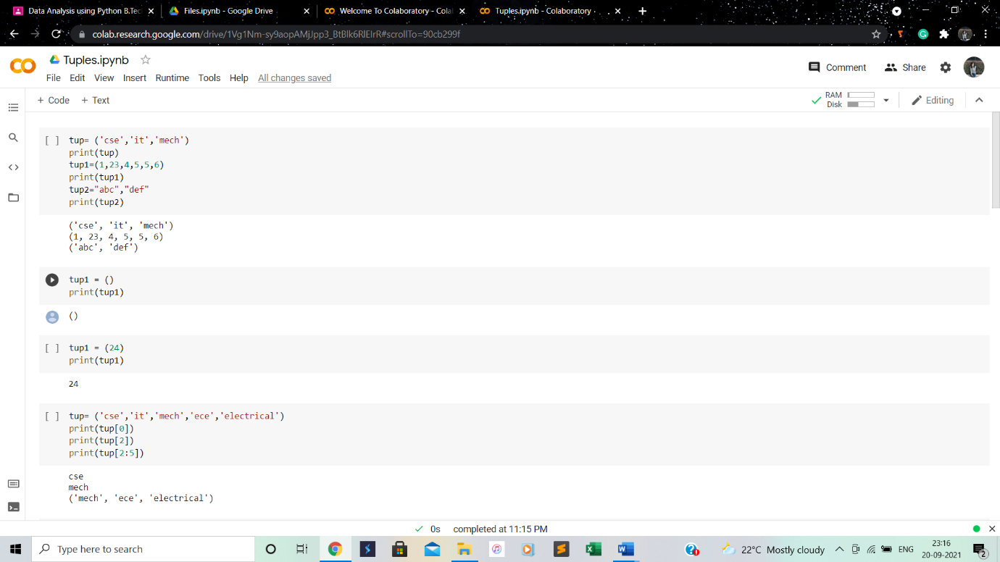 Data Analysis using Python B.Tec
Files.ipynb - Google Drive
Welcome To Colaboratory - Cola
Tuples.ipynb - Colaboratory
colab.research.google.com/drive/1Vg1Nm-sy9aopAMjJpp3_BtBlk6RlElrR#scrollTo=90cb299f
Tuples.ipynb
File Edit View Insert Runtime Tools Help All changes saved
Comment Share
+ Code + Text
RAM
Disk
Editing
[ ] tup= ('cse','it','mech')
print(tup)
tup1=(1,23,4,5,5,6)
print(tup1)
tup2="abc","def"
print(tup2)
('cse', 'it', 'mech')
(1, 23, 4, 5, 5, 6)
('abc', 'def')
tup1 = ()
print(tup1)
()
[ ] tup1 = (24)
print(tup1)
24
[ ] tup= ('cse','it','mech','ece','electrical')
print(tup[0])
print(tup[2])
print(tup[2:5])
cse
mech
('mech', 'ece', 'electrical')
0s completed at 11:15 PM
Type here to search
22°C Mostly cloudy
ENG
23:16
20-09-2021
2